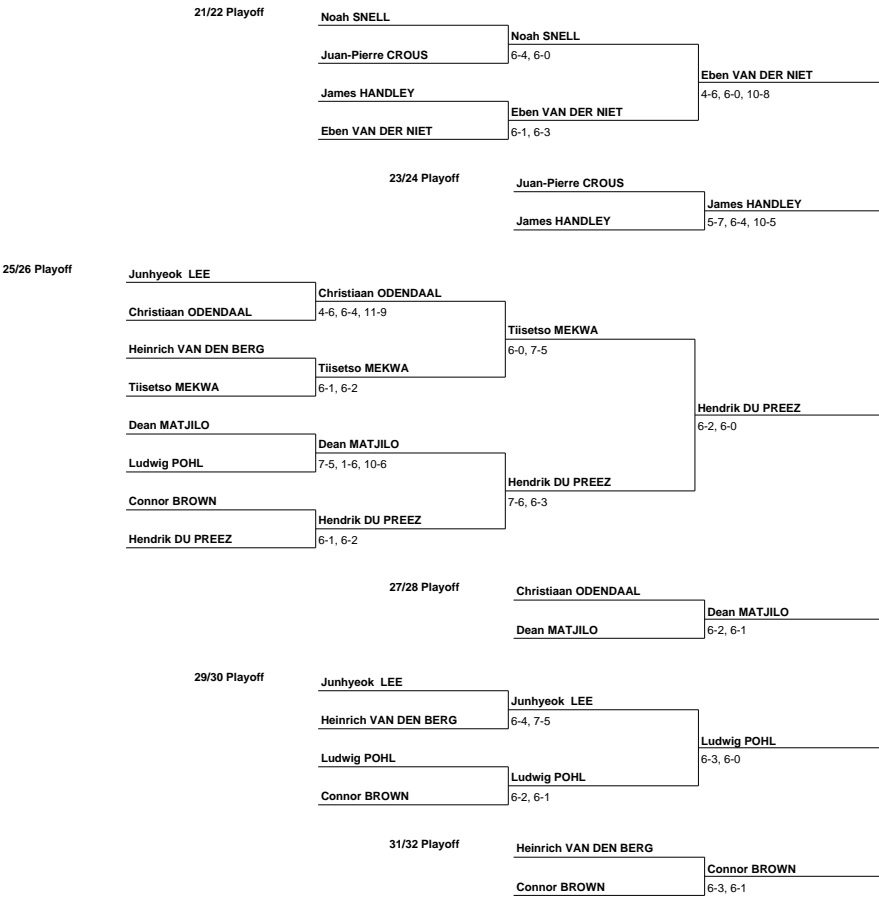 21/22 Playoff
Noah SNELL
Noah SNELL
Juan-Pierre CROUS
6-4, 6-0
Eben VAN DER NIET
James HANDLEY
4-6, 6-0, 10-8
Eben VAN DER NIET
Eben VAN DER NIET
6-1, 6-3
23/24 Playoff
Juan-Pierre CROUS
James HANDLEY
James HANDLEY
5-7, 6-4, 10-5
25/26 Playoff
Junhyeok LEE
Christiaan ODENDAAL
Christiaan ODENDAAL
4-6, 6-4, 11-9
Tiisetso MEKWA
Heinrich VAN DEN BERG
6-0, 7-5
Tiisetso MEKWA
Tiisetso MEKWA
6-1, 6-2
Hendrik DU PREEZ
Dean MATJILO
6-2, 6-0
Dean MATJILO
Ludwig POHL
7-5, 1-6, 10-6
Hendrik DU PREEZ
Connor BROWN
7-6, 6-3
Hendrik DU PREEZ
Hendrik DU PREEZ
6-1, 6-2
27/28 Playoff
Christiaan ODENDAAL
Dean MATJILO
Dean MATJILO
6-2, 6-1
29/30 Playoff
Junhyeok LEE
Junhyeok LEE
Heinrich VAN DEN BERG
6-4, 7-5
Ludwig POHL
Ludwig POHL
6-3, 6-0
Ludwig POHL
Connor BROWN
6-2, 6-1
31/32 Playoff
Heinrich VAN DEN BERG
Connor BROWN
Connor BROWN
6-3, 6-1